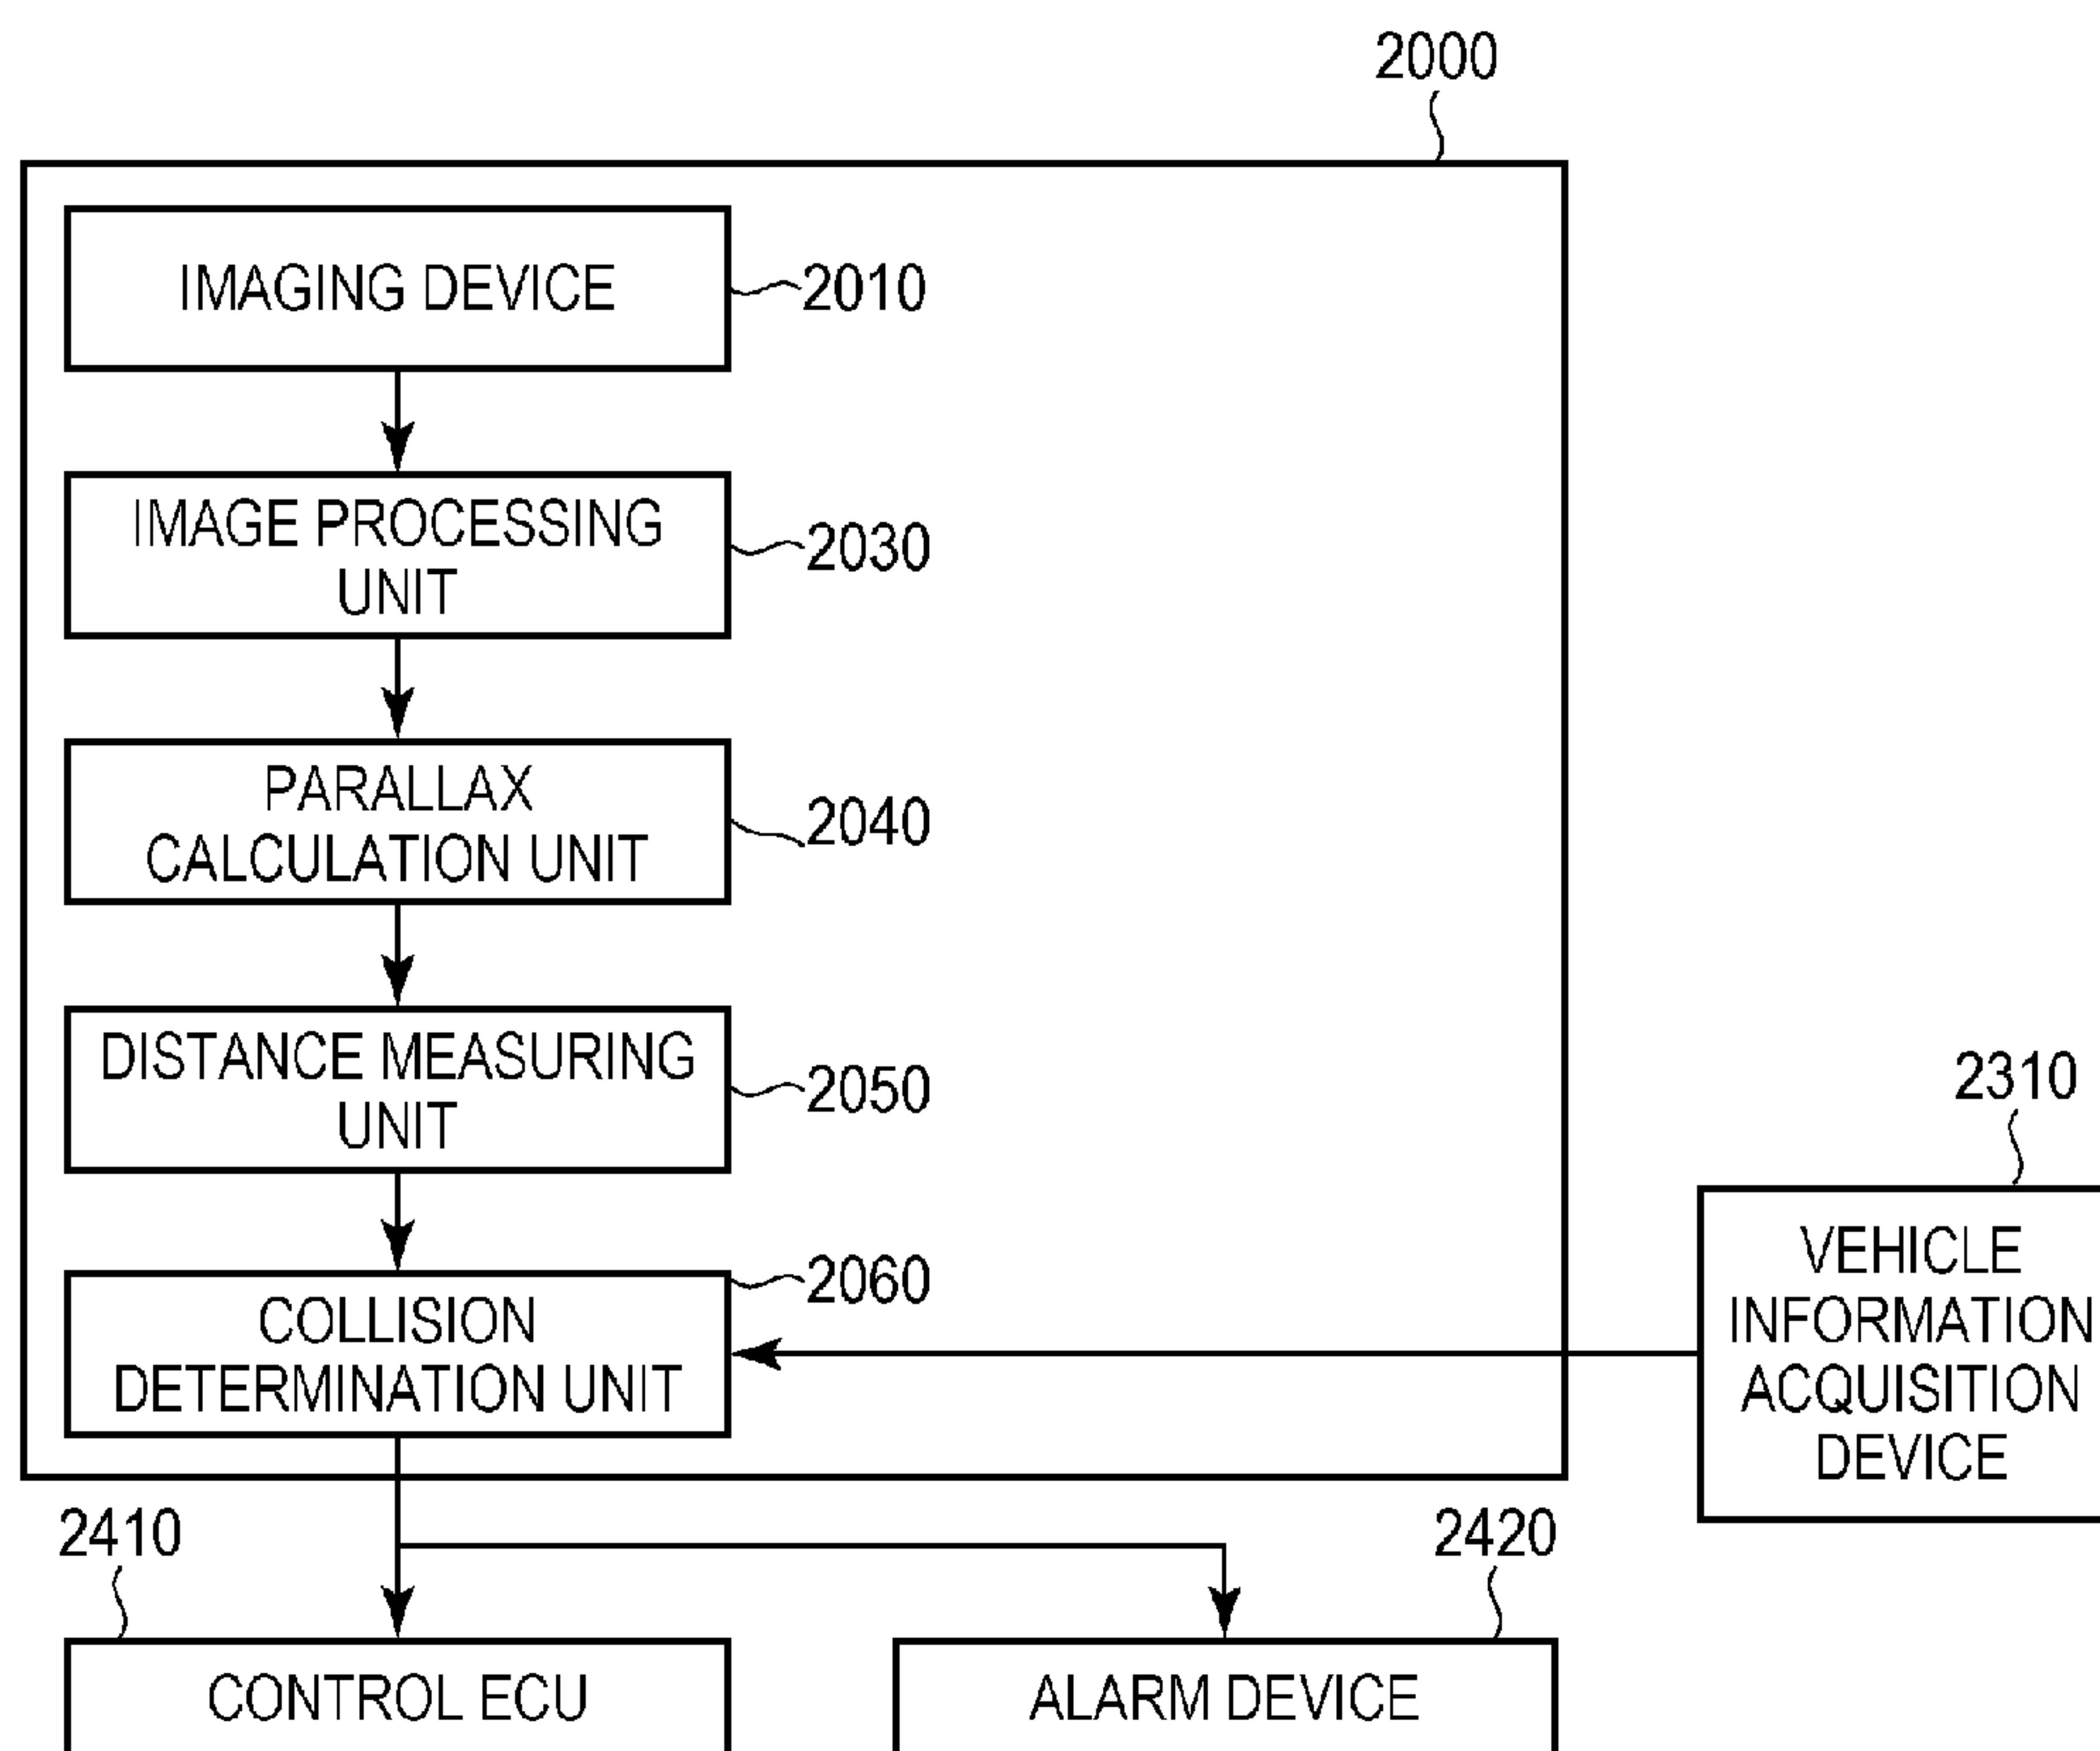 2000
IMAGING DEVICE
2010
IMAGE PROCESSING
UNIT
2030
PARALLAX
CALCULATION UNIT
2040
DISTANCE MEASURING
UNIT
2050
COLLISION
DETERMINATION UNIT
2060
2310
VEHICLE
INFORMATION
ACQUISITION
DEVICE
2410
CONTROL ECU
2420
ALARM DEVICE